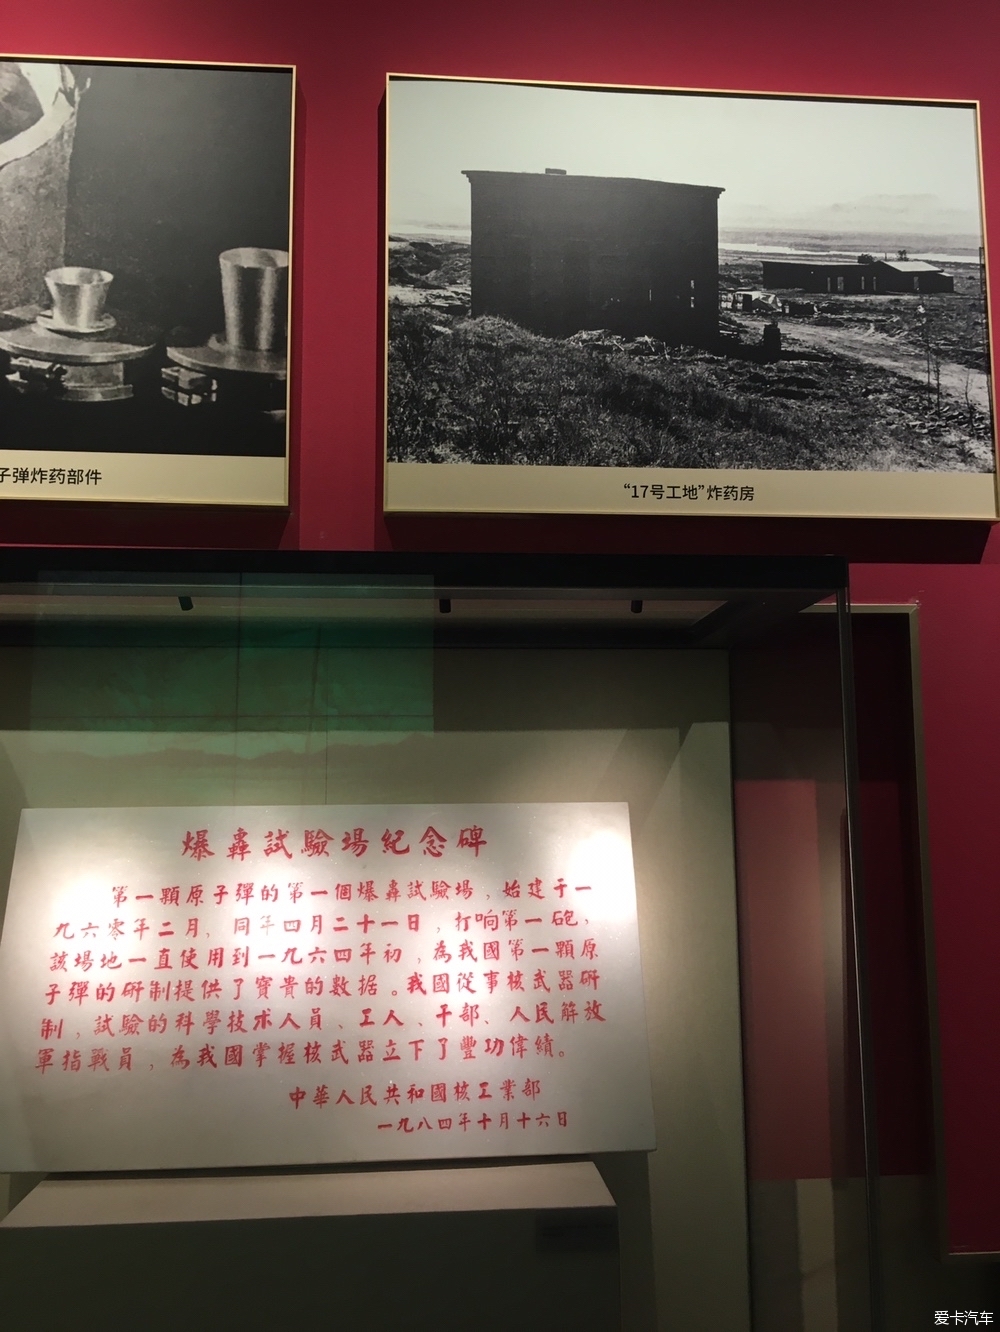 子弹炸药部件
“17号工地”炸药房
爆轟試驗場紀念碑
第一顆原子彈的第一個爆轟試驗場，始建于一
九六零年二月，同年四月二十一日，打响第一砲，
該場地一直使用到一九六四年初，為我國第一顆原
子彈的研制提供了寶貴的数据。我國從事核武器研
制，試驗的科學技术人員、工人、干部、人民解放
軍指戰員，為我國掌握核武器立下了豐功偉績。
中華人民共和國核工業部
一九八四年十月十六日
爱卡汽车